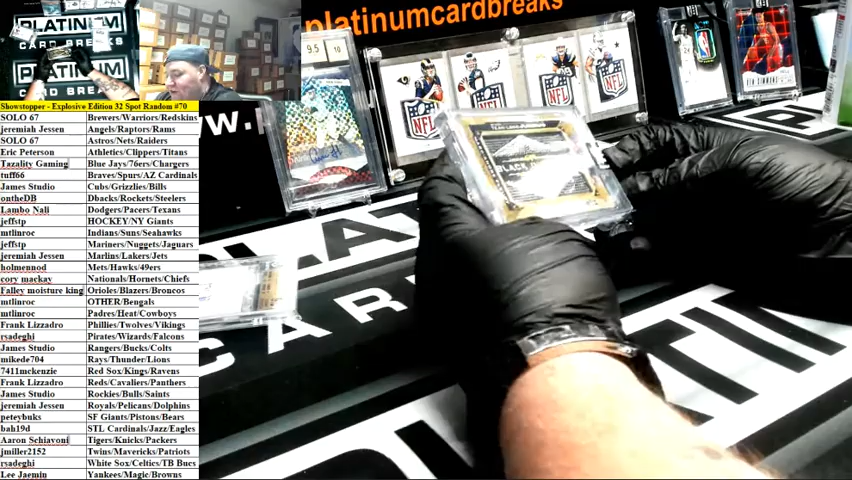 PLATINUM
CARD BREAKS
PLATINUM
platinumcardbreaks
9.5 10
NFL
NFL
NFL
NFL
BLACK
Showstopper - Explosive Edition 32 Spot Random #70
SOLO 67 Brewers/Warriors/Redskins
jeremiah Jessen Angels/Raptors/Rams
SOLO 67 Astros/Nets/Raiders
Eric Peterson Athletics/Clippers/Titans
Tazality Gaming Blue Jays/76ers/Chargers
tuff66 Braves/Spurs/AZ Cardinals
James Studio Cubs/Grizzlies/Bills
ontheDB Dbacks/Rockets/Steelers
Lambo Nali Dodgers/Pacers/Texans
jeffstp HOCKEY/NY Giants
mtlinroc Indians/Suns/Seahawks
jeffstp Mariners/Nuggets/Jaguars
jeremiah Jessen Marlins/Lakers/Jets
holmennod Mets/Hawks/49ers
cory mackay Nationals/Hornets/Chiefs
Falley moisture king Orioles/Blazers/Broncos
mtlinroc OTHER/Bengals
mtlinroc Padres/Heat/Cowboys
Frank Lizzadro Phillies/Twolves/Vikings
rsadeghi Pirates/Wizards/Falcons
James Studio Rangers/Bucks/Colts
mikede704 Rays/Thunder/Lions
7411mckenzie Red Sox/Kings/Ravens
Frank Lizzadro Reds/Cavaliers/Panthers
James Studio Rockies/Bulls/Saints
jeremiah Jessen Royals/Pelicans/Dolphins
peteybuks SF Giants/Pistons/Bears
bah19d STL Cardinals/Jazz/Eagles
Aaron Schiavoni Tigers/Knicks/Packers
jmiller2152 Twins/Mavericks/Patriots
rsadeghi White Sox/Celtics/TB Bucs
Lee Jaemin Yankees/Magic/Browns